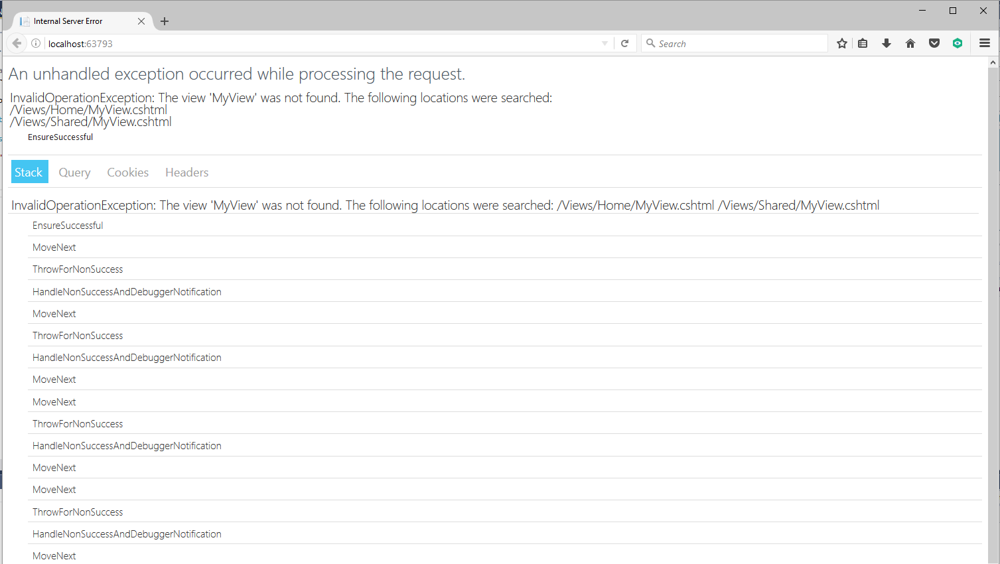 Internal Server Error
localhost:63793
Search
An unhandled exception occurred while processing the request.
InvalidOperationException: The view 'MyView' was not found. The following locations were searched:
/Views/Home/MyView.cshtml
/Views/Shared/MyView.cshtml
EnsureSuccessful
Stack Query Cookies Headers
InvalidOperationException: The view 'MyView' was not found. The following locations were searched: /Views/Home/MyView.cshtml /Views/Shared/MyView.cshtml
EnsureSuccessful
MoveNext
ThrowForNonSuccess
HandleNonSuccessAndDebuggerNotification
MoveNext
ThrowForNonSuccess
HandleNonSuccessAndDebuggerNotification
MoveNext
MoveNext
ThrowForNonSuccess
HandleNonSuccessAndDebuggerNotification
MoveNext
MoveNext
ThrowForNonSuccess
HandleNonSuccessAndDebuggerNotification
MoveNext